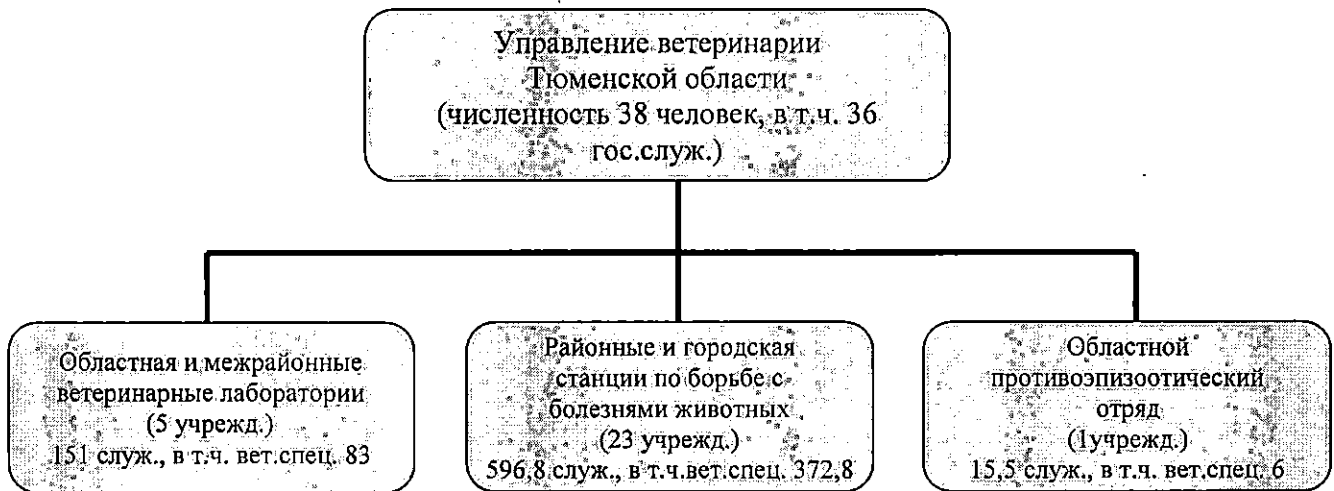 Управление ветеринарии
Тюменской области
(численность 38 человек, в т.ч. 36
гос.служ.)
Областная и межрайонные
ветеринарные лаборатории
(5 учрежд.)
151 служ., в т.ч. вет.спец. 83
Районные и городская
станции по борьбе с
болезнями животных
(23 учрежд.)
596,8 служ., в т.ч.вет.спец. 372,8
Областной
противоэпизоотический
отряд
(1учрежд.)
15,5 служ., в т.ч. вет.спец. 6